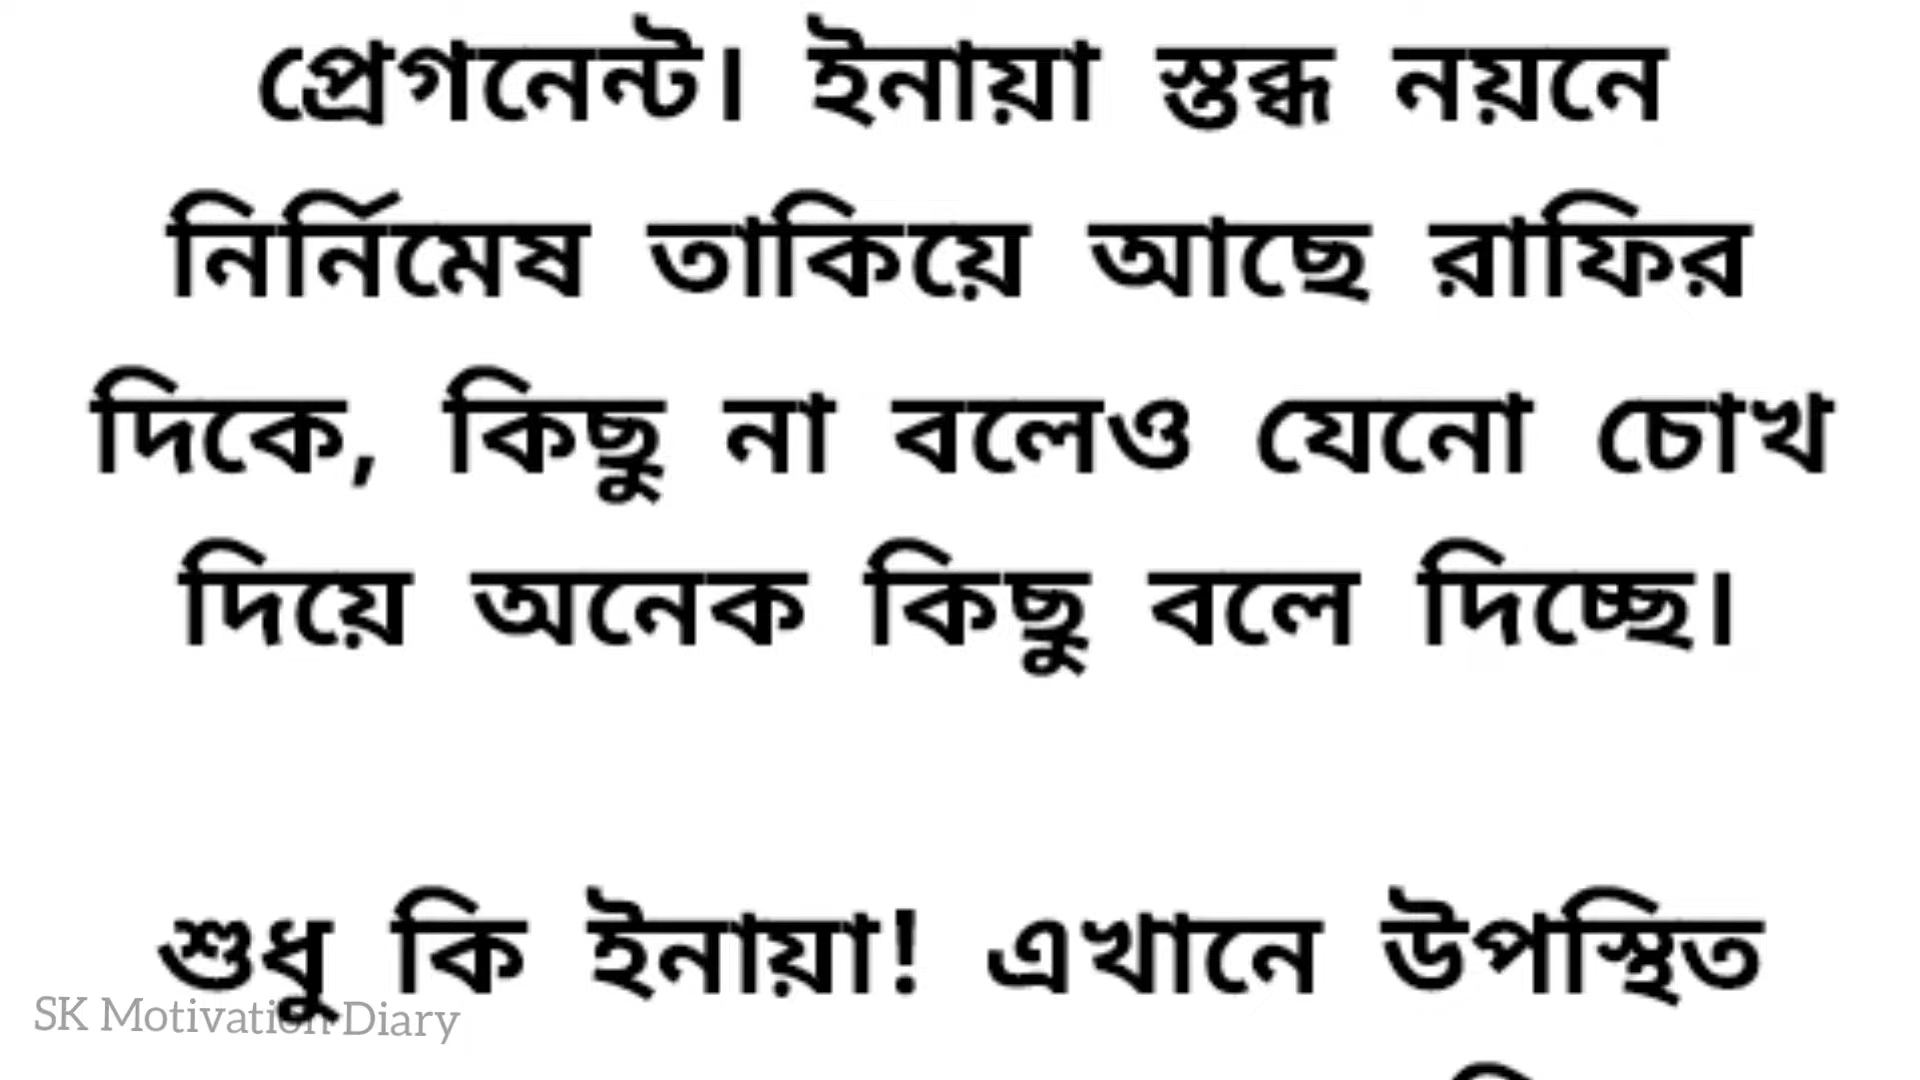 প্রেগনেন্ট। ইনায়া স্তব্ধ নয়নে
নির্নিমেষ তাকিয়ে আছে রাফির
দিকে, কিছু না বলেও যেনো চোখ
দিয়ে অনেক কিছু বলে দিচ্ছে।
শুধু কি ইনায়া! এখানে উপস্থিত
SK Motivation Diary